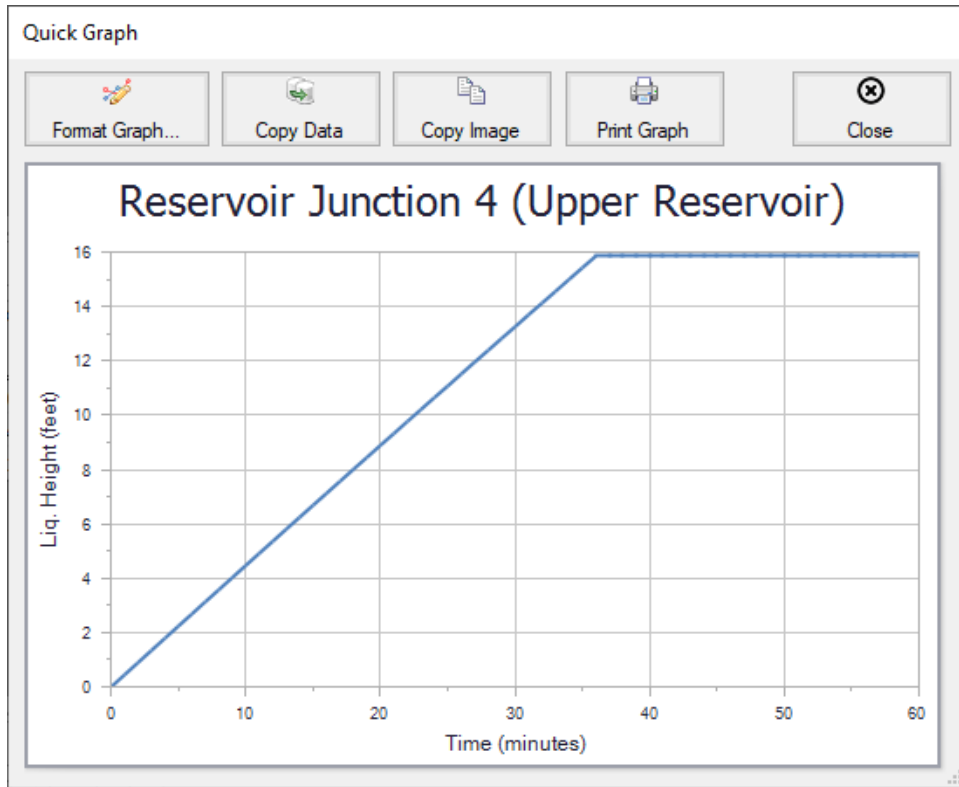 Quick Graph
Format Graph...
Copy Data
Copy Image
Print Graph
Close
Reservoir Junction 4 (Upper Reservoir)
16
14
12
10
8
6
4
2
0
Liq. Height (feet)
0 10 20 30 40 50 60
Time (minutes)